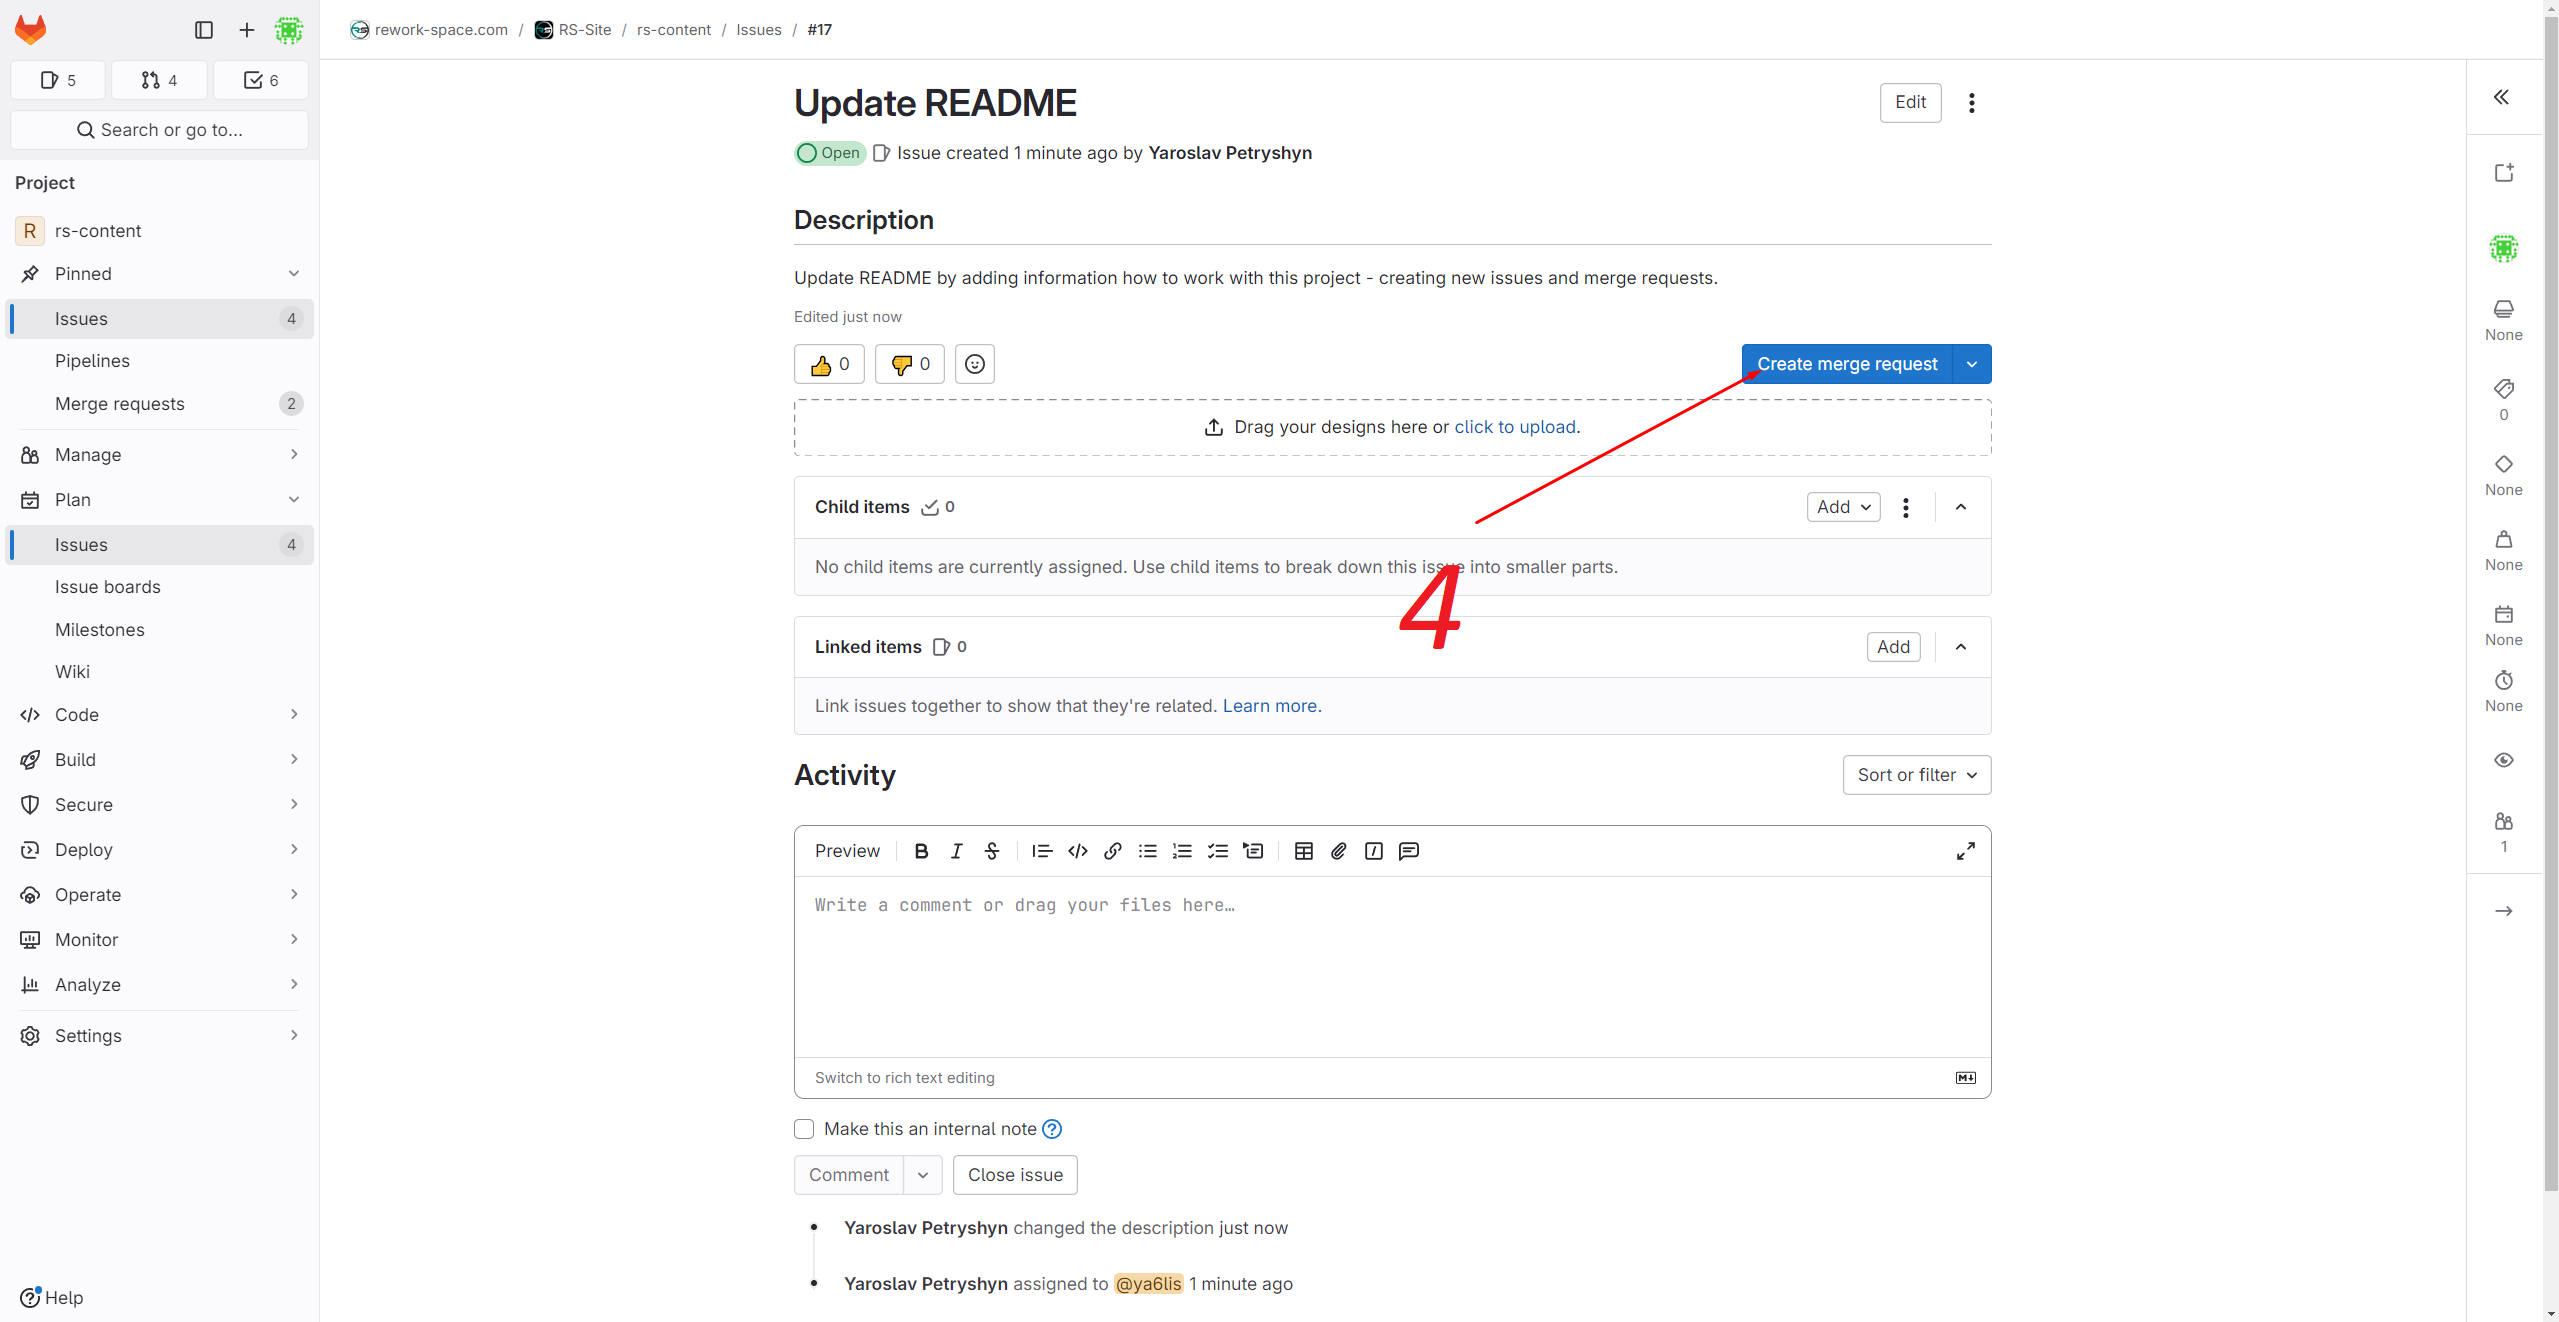 rework-space.com / RS-Site / rs-content / Issues / #17
5 4 6
Search or go to...
Project
R rs-content
Pinned
Issues 4
Pipelines
Merge requests 2
Manage
Plan
Issues 4
Issue boards
Milestones
Wiki
Code
Build
Secure
Deploy
Operate
Monitor
Analyze
Settings
Help
Update README
Edit
Open Issue created 1 minute ago by Yaroslav Petryshyn
Description
Update README by adding information how to work with this project - creating new issues and merge requests.
Edited just now
0 0
Create merge request
Drag your designs here or click to upload.
Child items 0
Add
No child items are currently assigned. Use child items to break down this issue into smaller parts.
4
Linked items 0
Add
Link issues together to show that they're related. Learn more.
Activity
Sort or filter
Preview
Write a comment or drag your files here…
Switch to rich text editing
Make this an internal note
Comment Close issue
Yaroslav Petryshyn changed the description just now
Yaroslav Petryshyn assigned to @ya6lis 1 minute ago
None
0
None
None
None
None
1